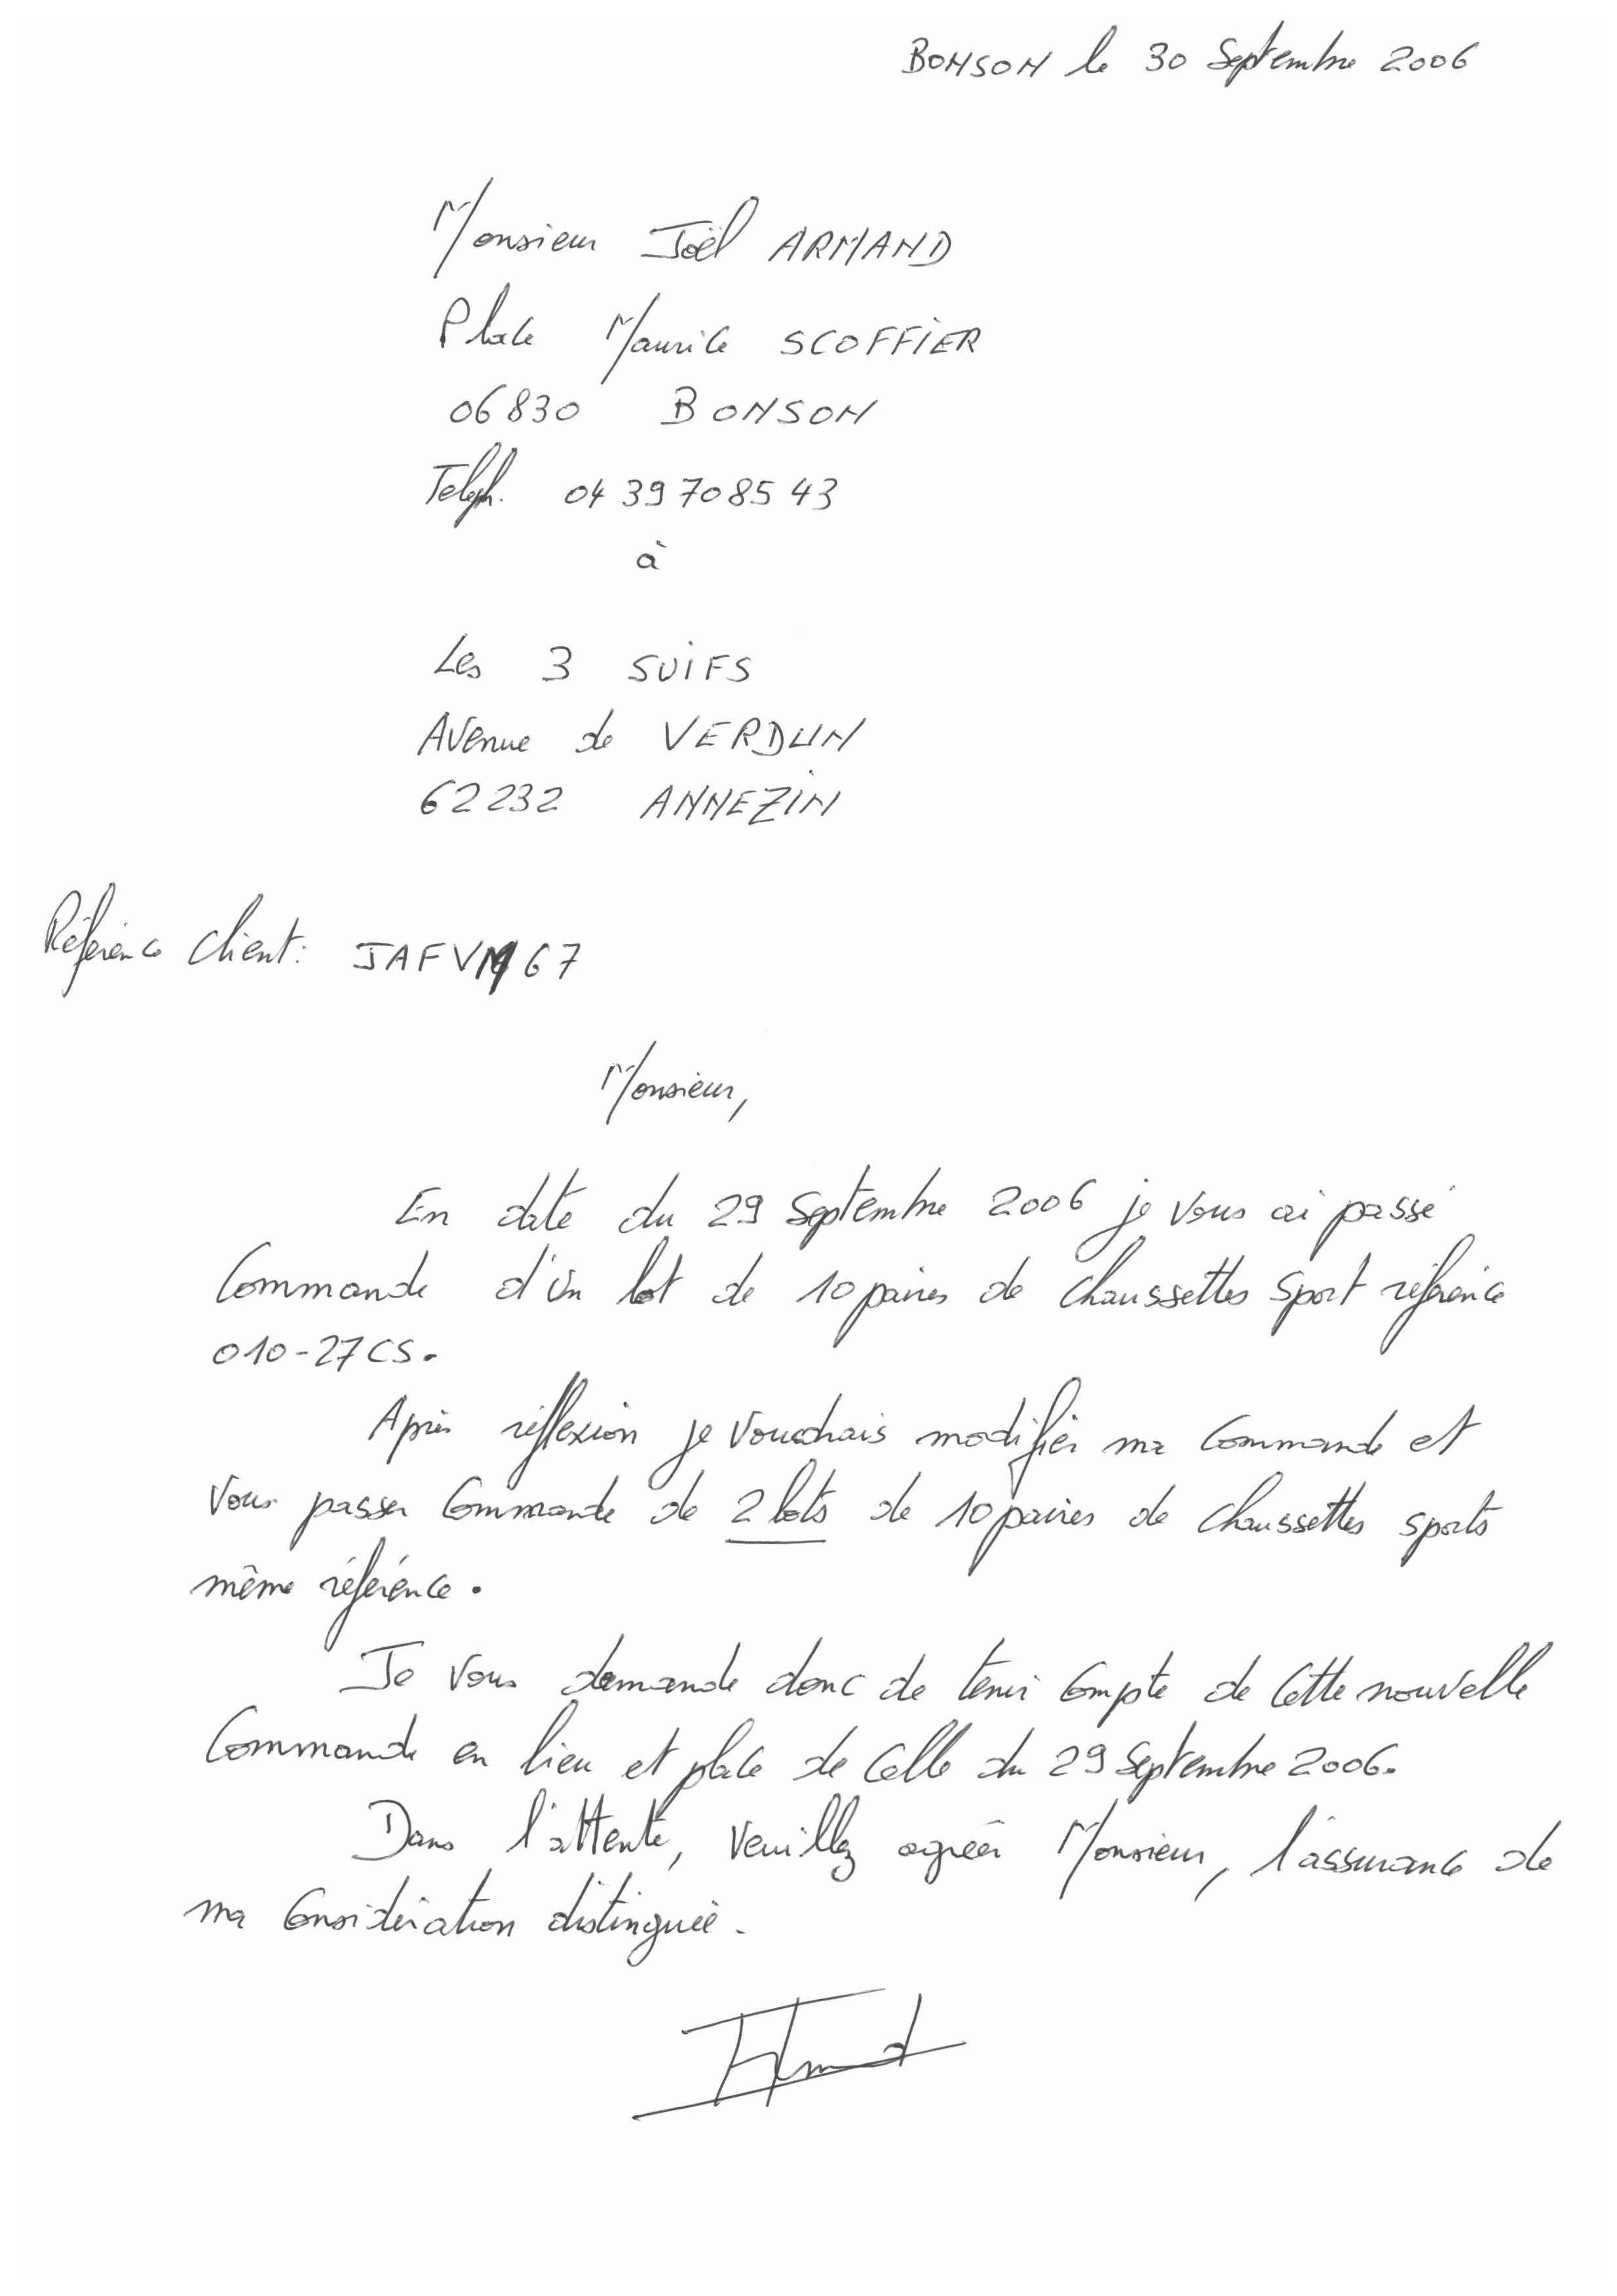 BONSON le 30 Septembre 2006
Monsieur Joël ARMAND
Place Maurice SCOFFIER
06830 BONSON
Teleph. 04 39 70 85 43
à
Les 3 SUIFS
Avenue de VERDUN
62232 ANNEZIN
Référence Client: JAFVM67
Monsieur,
En date du 29 Septembre 2006 je vous ai passé
Commande d'un lot de 10 paires de chaussettes sport référence
010-27CS.
Après réflexion je voudrais modifier ma commande et
vous passer commande de 2 lots de 10 paires de chaussettes sports
même référence.
Je vous demande donc de tenir compte de cette nouvelle
Commande en lieu et place de celle du 29 Septembre 2006.
Dans l'attente, veuillez agréer Monsieur, l'assurance de
ma considération distinguée.